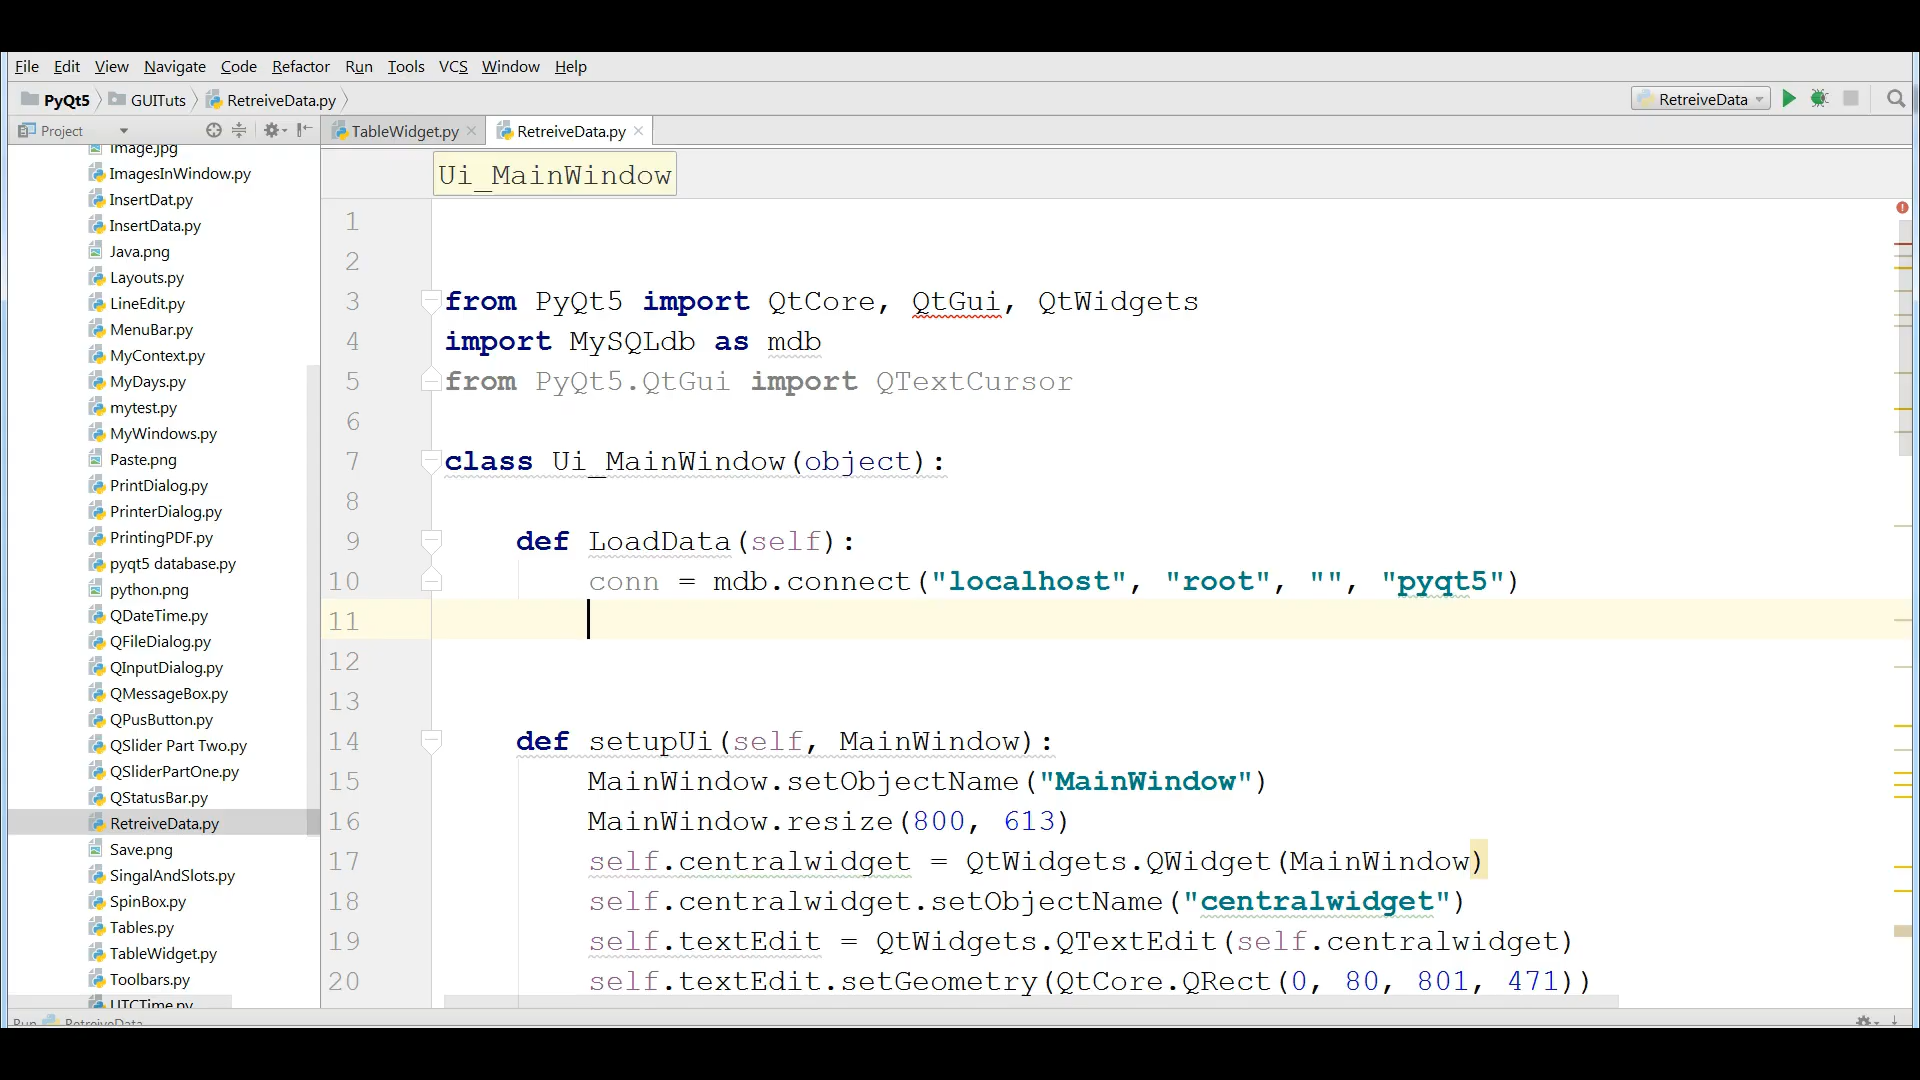 File Edit View Navigate Code Refactor Run Tools VCS Window Help
PyQt5 GUITuts RetreiveData.py RetreiveData
Project TableWidget.py RetreiveData.py
Image.jpg
ImagesInWindow.py
InsertDat.py
InsertData.py
Java.png
Layouts.py
LineEdit.py
MenuBar.py
MyContext.py
MyDays.py
mytest.py
MyWindows.py
Paste.png
PrintDialog.py
PrinterDialog.py
PrintingPDF.py
pyqt5 database.py
python.png
QDateTime.py
QFileDialog.py
QInputDialog.py
QMessageBox.py
QPusButton.py
QSlider Part Two.py
QSliderPartOne.py
QStatusBar.py
RetreiveData.py
Save.png
SingalAndSlots.py
SpinBox.py
Tables.py
TableWidget.py
Toolbars.py
UTCTime.py
Run RetreiveData
Ui_MainWindow
1
2
3 from PyQt5 import QtCore, QtGui, QtWidgets
4 import MySQLdb as mdb
5 from PyQt5.QtGui import QTextCursor
6
7 class Ui_MainWindow(object):
8
9 def LoadData(self):
10 conn = mdb.connect("localhost", "root", "", "pyqt5")
11
12
13
14 def setupUi(self, MainWindow):
15 MainWindow.setObjectName("MainWindow")
16 MainWindow.resize(800, 613)
17 self.centralwidget = QtWidgets.QWidget(MainWindow)
18 self.centralwidget.setObjectName("centralwidget")
19 self.textEdit = QtWidgets.QTextEdit(self.centralwidget)
20 self.textEdit.setGeometry(QtCore.QRect(0, 80, 801, 471))